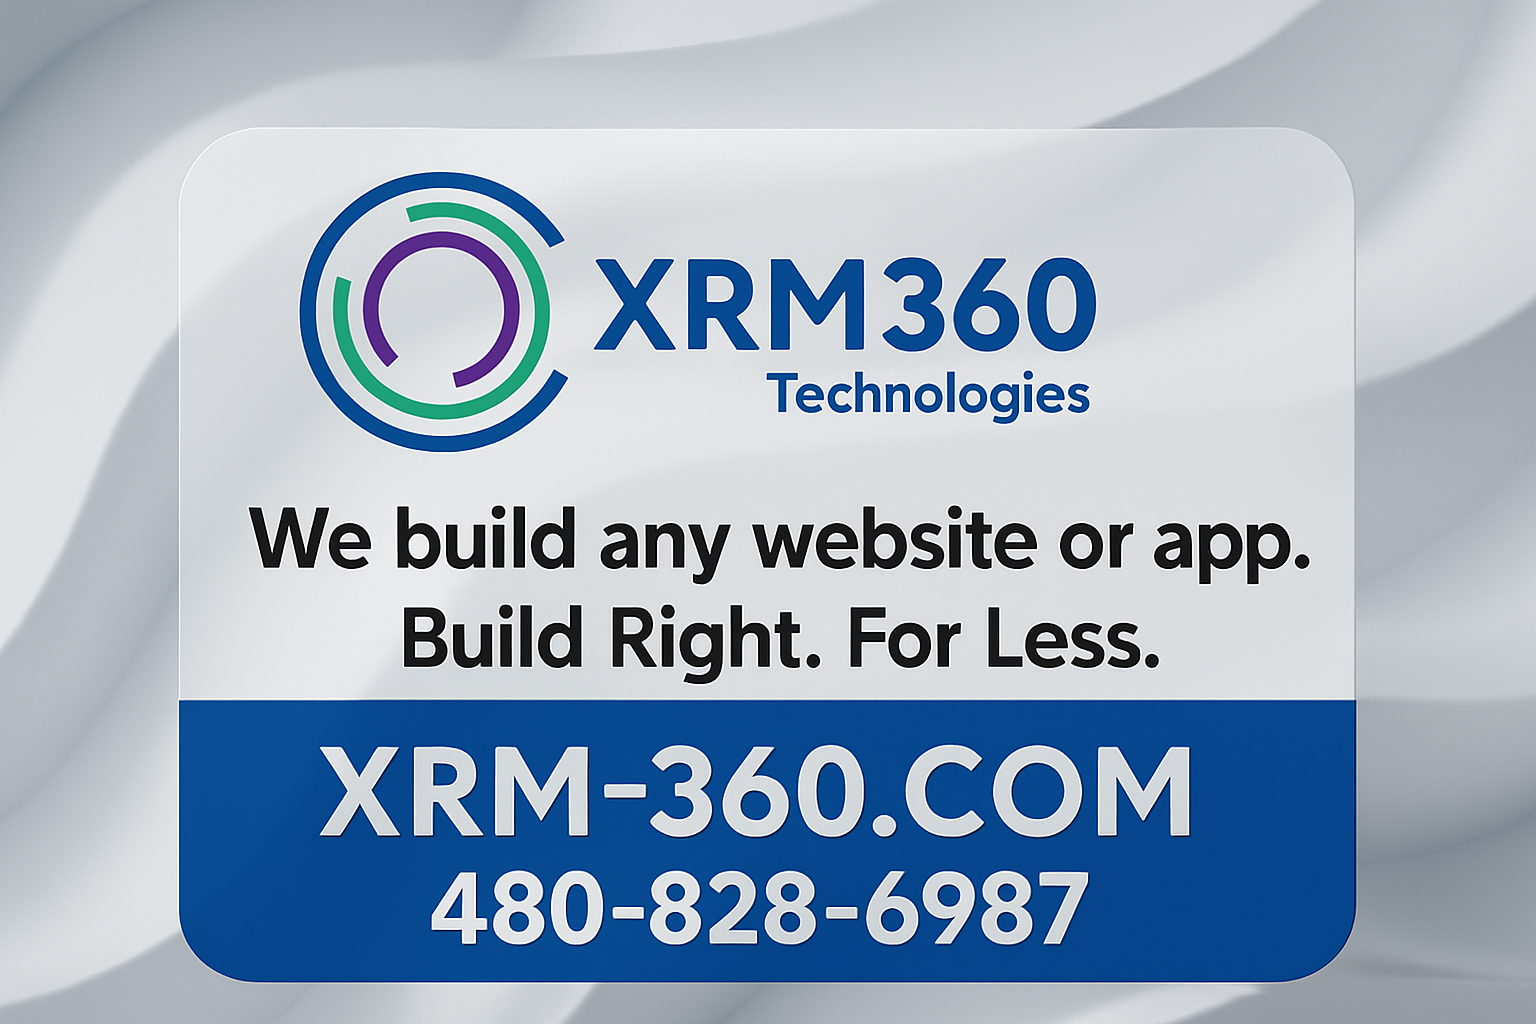 XRM360
Technologies
We build any website or app.
Build Right. For Less.
XRM-360.COM
480-828-6987